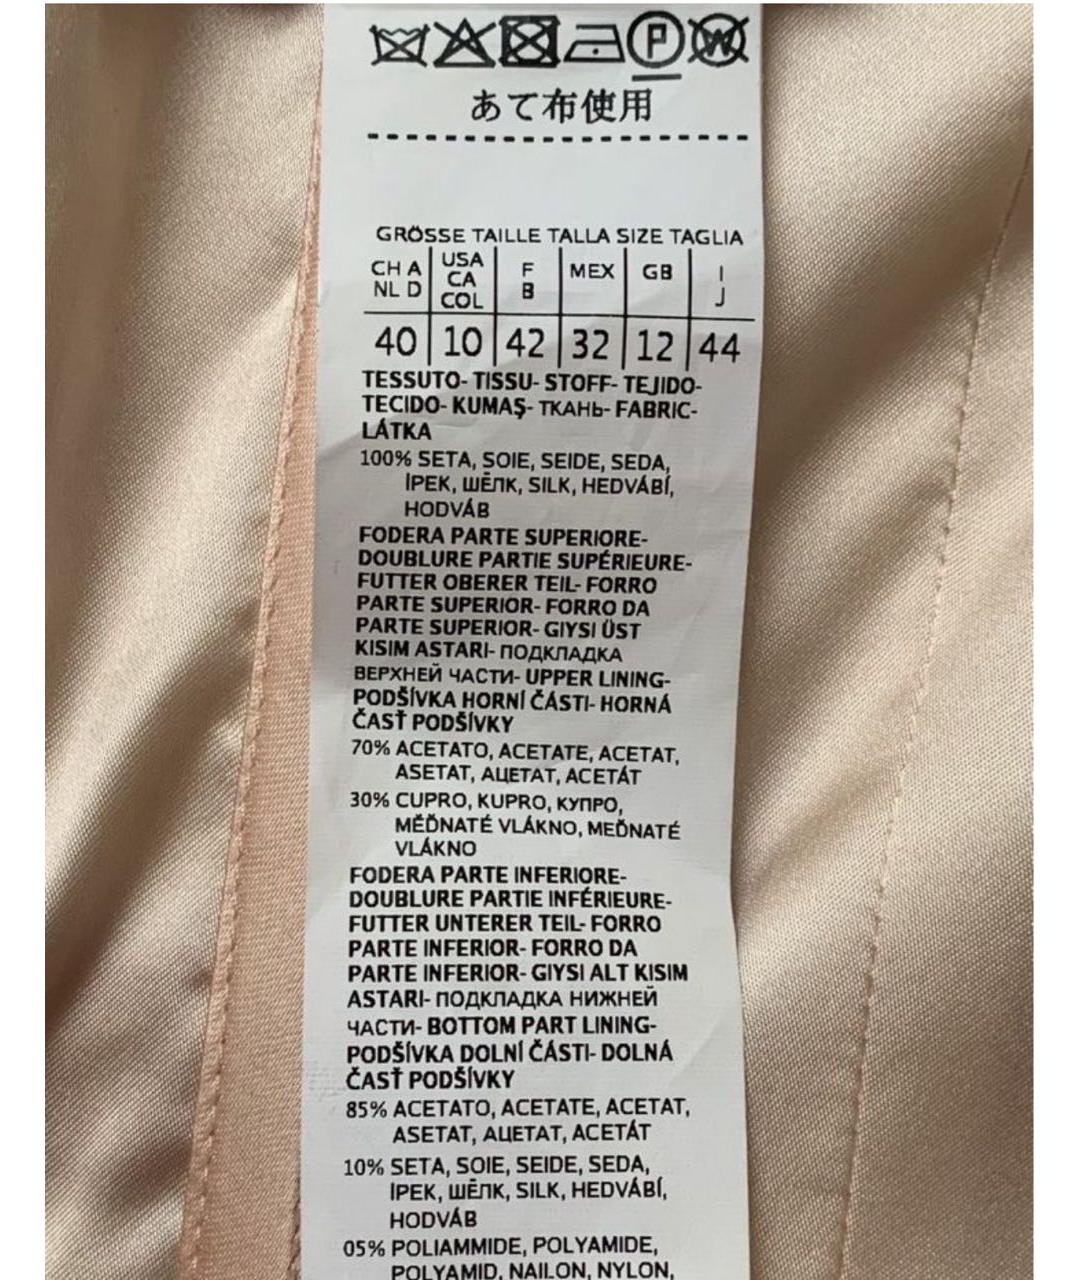 P W
あて布使用
GRÖSSE TAILLE TALLA SIZE TAGLIA
CH A NL D USA CA COL F B MEX GB I J
40 10 42 32 12 44
TESSUTO- TISSU- STOFF- TEJIDO-
TECIDO- KUMAŞ- ТКАНЬ- FABRIC-
LÁTKA
100% SETA, SOIE, SEIDE, SEDA,
İPEK, ШЁЛК, SILK, HEDVÁBÍ,
HODVÁB
FODERA PARTE SUPERIORE-
DOUBLURE PARTIE SUPÉRIEURE-
FUTTER OBERER TEIL- FORRO
PARTE SUPERIOR- FORRO DA
PARTE SUPERIOR- GIYSI ÜST
KISIM ASTARI- ПОДКЛАДКА
ВЕРХНЕЙ ЧАСТИ- UPPER LINING-
PODŠÍVKA HORNÍ ČÁSTI- HORNÁ
ČASŤ PODŠÍVKY
70% ACETATO, ACETATE, ACETAT,
ASETAT, АЦЕТАТ, ACETÁT
30% CUPRO, KUPRO, КУПРО,
MĚĎNATÉ VLÁKNO, MEĎNATÉ
VLÁKNO
FODERA PARTE INFERIORE-
DOUBLURE PARTIE INFÉRIEURE-
FUTTER UNTERER TEIL- FORRO
PARTE INFERIOR- FORRO DA
PARTE INFERIOR- GIYSI ALT KISIM
ASTARI- ПОДКЛАДКА НИЖНЕЙ
ЧАСТИ- BOTTOM PART LINING-
PODŠÍVKA DOLNÍ ČÁSTI- DOLNÁ
ČASŤ PODŠÍVKY
85% ACETATO, ACETATE, ACETAT,
ASETAT, АЦЕТАТ, ACETÁT
10% SETA, SOIE, SEIDE, SEDA,
İPEK, ШЁЛК, SILK, HEDVÁBÍ,
HODVÁB
05% POLIAMMIDE, POLYAMIDE,
POLYAMID, NAILON, NYLON,